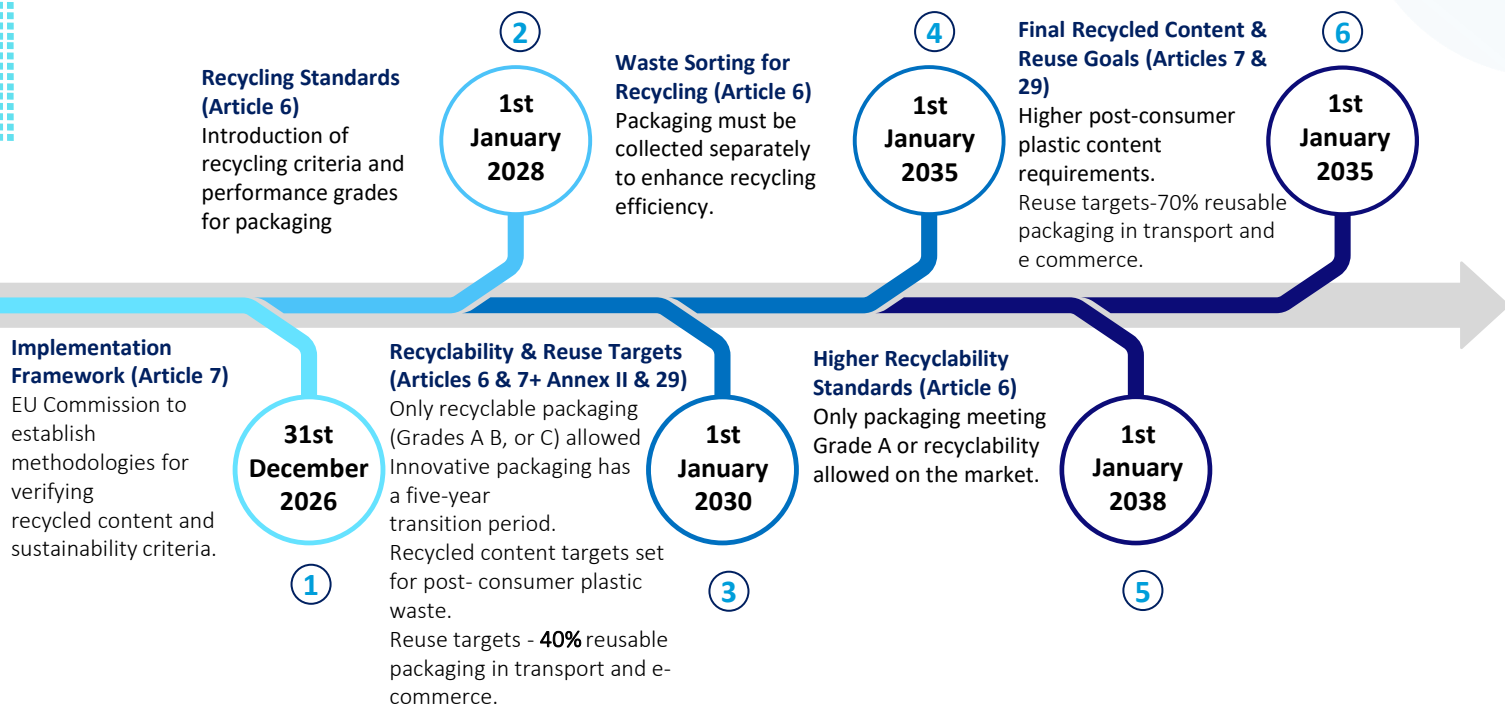 Implementation
Framework (Article 7)
EU Commission to
establish
methodologies for
verifying
recycled content and
sustainability criteria.
31st
December
2026
1
Recycling Standards
(Article 6)
Introduction of
recycling criteria and
performance grades
for packaging
2
1st
January
2028
Recyclability & Reuse Targets
(Articles 6 & 7+ Annex II & 29)
Only recyclable packaging
(Grades A B, or C) allowed
Innovative packaging has
a five-year
transition period.
Recycled content targets set
for post- consumer plastic
waste.
Reuse targets - 40% reusable
packaging in transport and e-
commerce.
1st
January
2030
3
Waste Sorting for
Recycling (Article 6)
Packaging must be
collected separately
to enhance recycling
efficiency.
4
1st
January
2035
Higher Recyclability
Standards (Article 6)
Only packaging meeting
Grade A or recyclability
allowed on the market.
1st
January
2038
5
Final Recycled Content &
Reuse Goals (Articles 7 &
29)
Higher post-consumer
plastic content
requirements.
Reuse targets-70% reusable
packaging in transport and
e commerce.
6
1st
January
2035